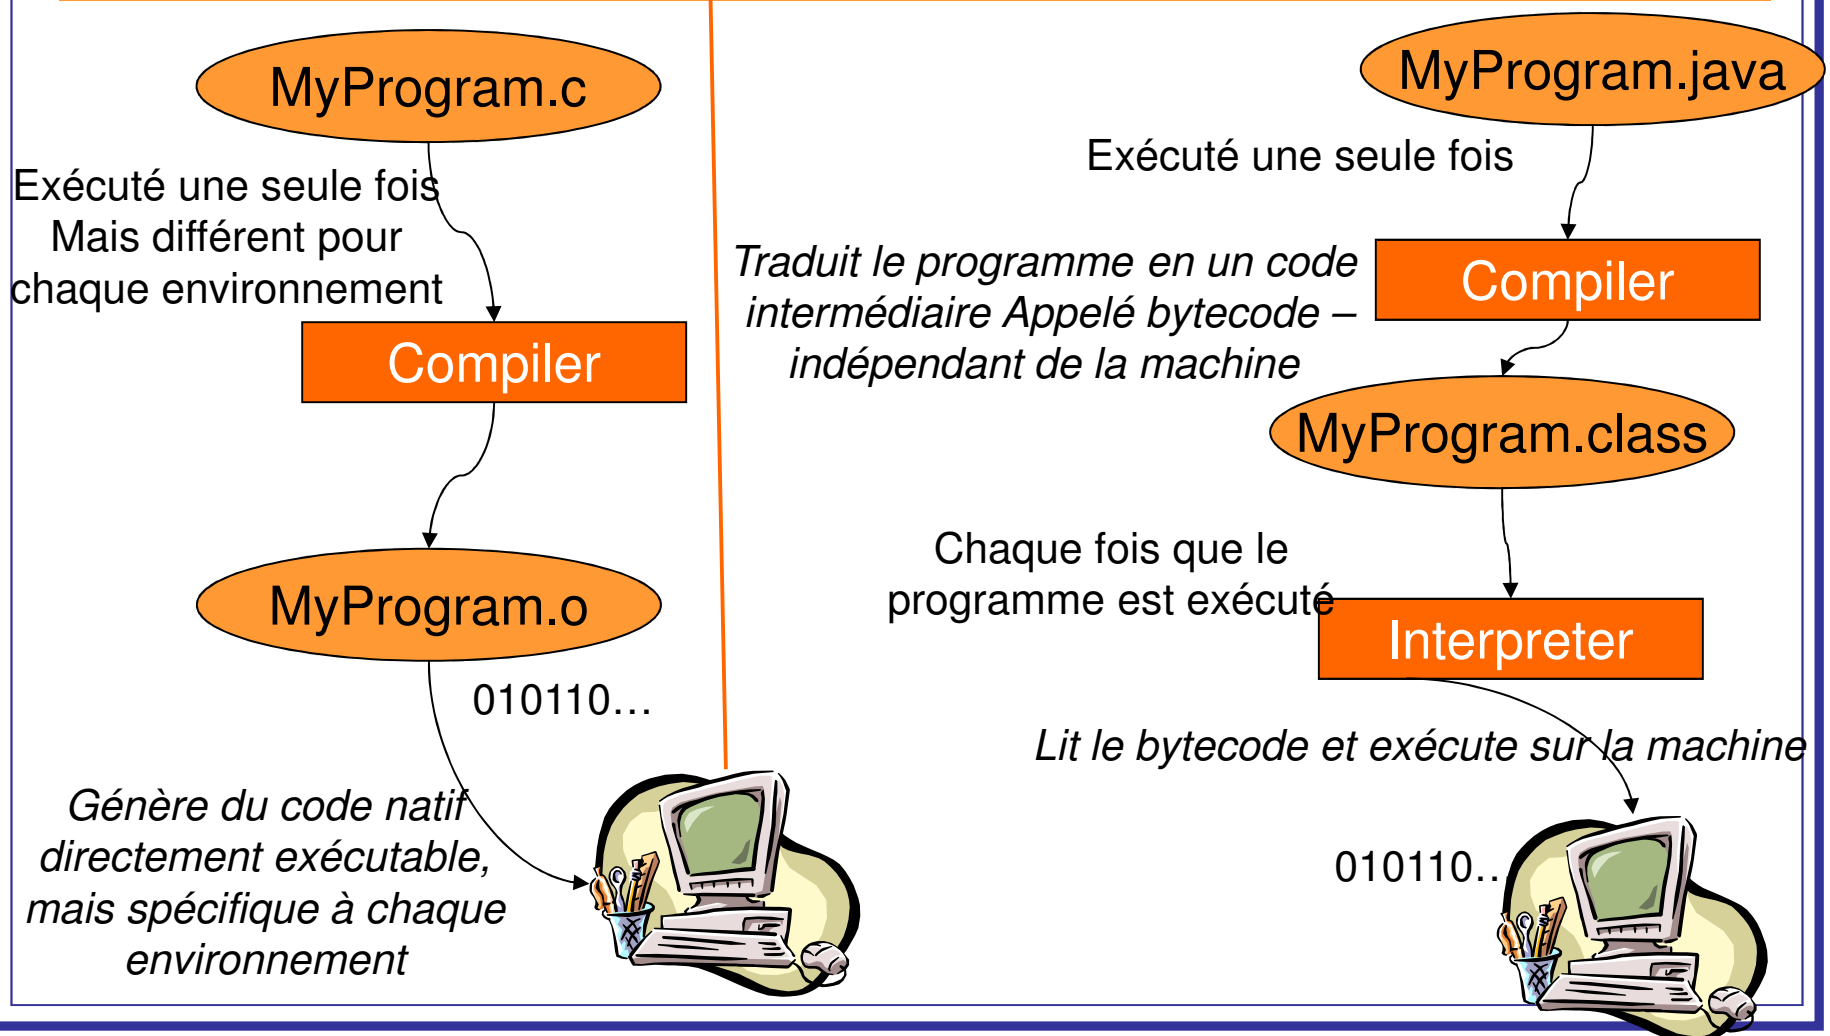 MyProgram.c
Exécuté une seule fois
Mais différent pour
chaque environnement
Compiler
MyProgram.o
010110…
Génère du code natif
directement exécutable,
mais spécifique à chaque
environnement
MyProgram.java
Exécuté une seule fois
Compiler
Traduit le programme en un code
intermédiaire Appelé bytecode –
indépendant de la machine
MyProgram.class
Chaque fois que le
programme est exécuté
Interpreter
Lit le bytecode et exécute sur la machine
010110…